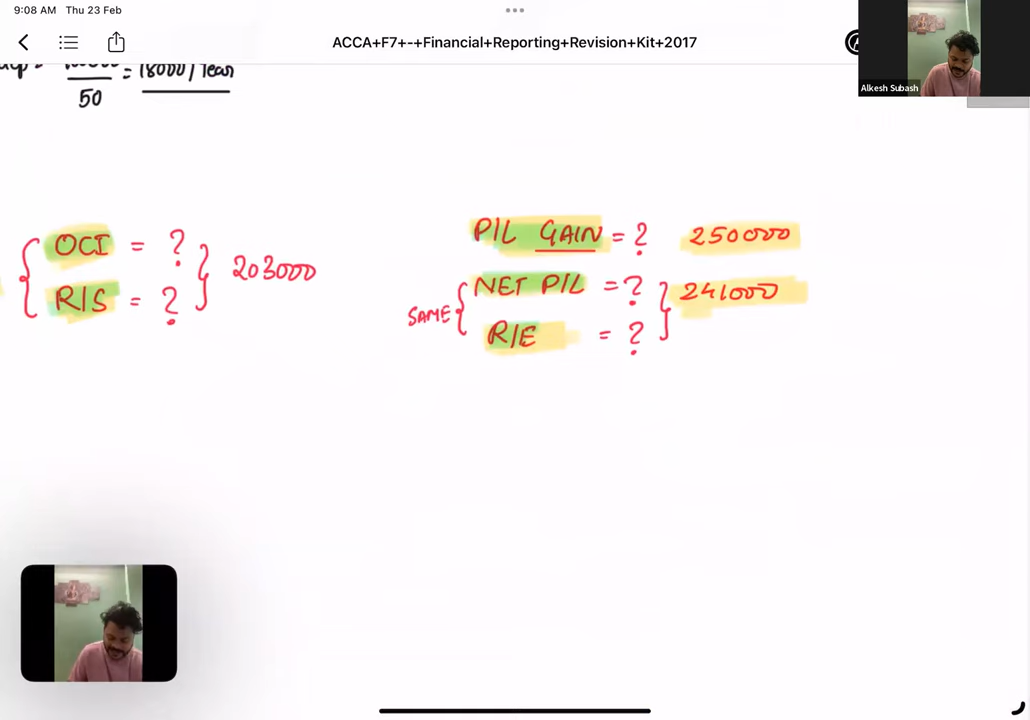 9:08 AM Thu 23 Feb
ACCA+F7+-+Financial+Reporting+Revision+Kit+2017
Alkesh Subash
= 18000/Year
50
OCI = ?
R/S = ?
203000
P/L GAIN = ? 250000
SAME
NET P/L = ? 241000
R/E = ?